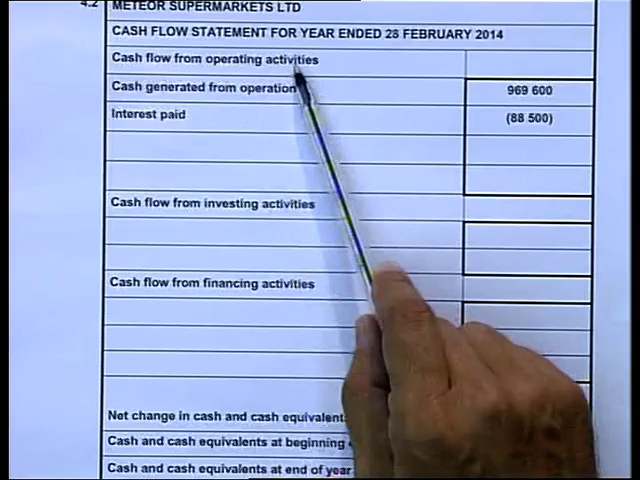 4.2 METEOR SUPERMARKETS LTD
CASH FLOW STATEMENT FOR YEAR ENDED 28 FEBRUARY 2014
Cash flow from operating activities
Cash generated from operation 969 600
Interest paid (88 500)
Cash flow from investing activities
Cash flow from financing activities
Net change in cash and cash equivalent
Cash and cash equivalents at beginning
Cash and cash equivalents at end of year